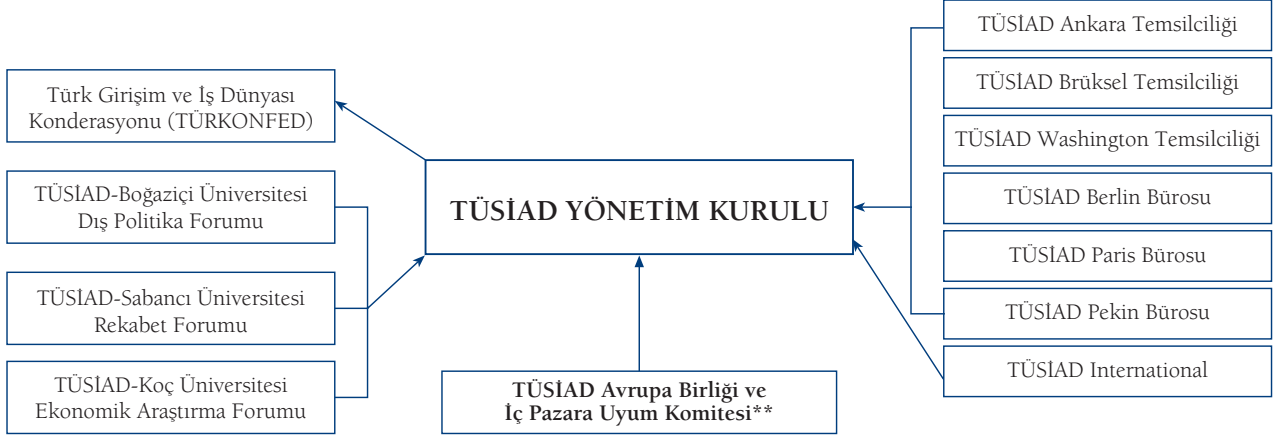 Türk Girişim ve İş Dünyası
Konderasyonu (TÜRKONFED)
TÜSİAD-Boğaziçi Üniversitesi
Dış Politika Forumu
TÜSİAD-Sabancı Üniversitesi
Rekabet Forumu
TÜSİAD-Koç Üniversitesi
Ekonomik Araştırma Forumu
TÜSİAD YÖNETİM KURULU
TÜSİAD Avrupa Birliği ve
İç Pazara Uyum Komitesi**
TÜSİAD Ankara Temsilciliği
TÜSİAD Brüksel Temsilciliği
TÜSİAD Washington Temsilciliği
TÜSİAD Berlin Bürosu
TÜSİAD Paris Bürosu
TÜSİAD Pekin Bürosu
TÜSİAD International